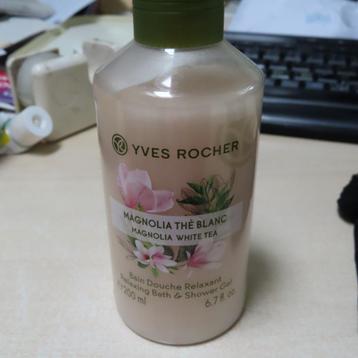 YVES ROCHER
MAGNOLIA THÉ BLANC
MAGNOLIA WHITE TEA
Bain Douche Relaxant
Relaxing Bath & Shower Gel
200 ml 6.7 fl. oz